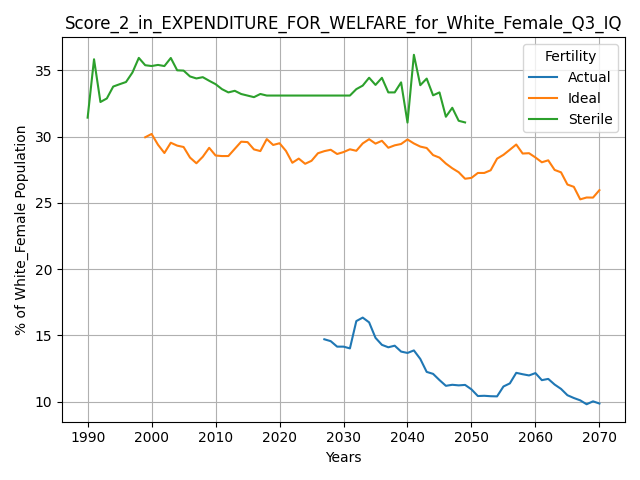 Score_2_in_EXPENDITURE_FOR_WELFARE_for_White_Female_Q3_IQ
Fertility
Actual
Ideal
Sterile
% of White_Female Population
35
30
25
20
15
10
1990 2000 2010 2020 2030 2040 2050 2060 2070
Years